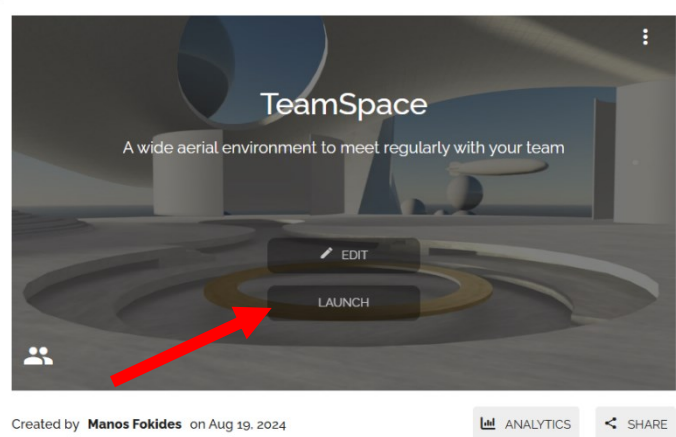 TeamSpace
A wide aerial environment to meet regularly with your team
EDIT
LAUNCH
Created by Manos Fokides on Aug 19, 2024
ANALYTICS
SHARE